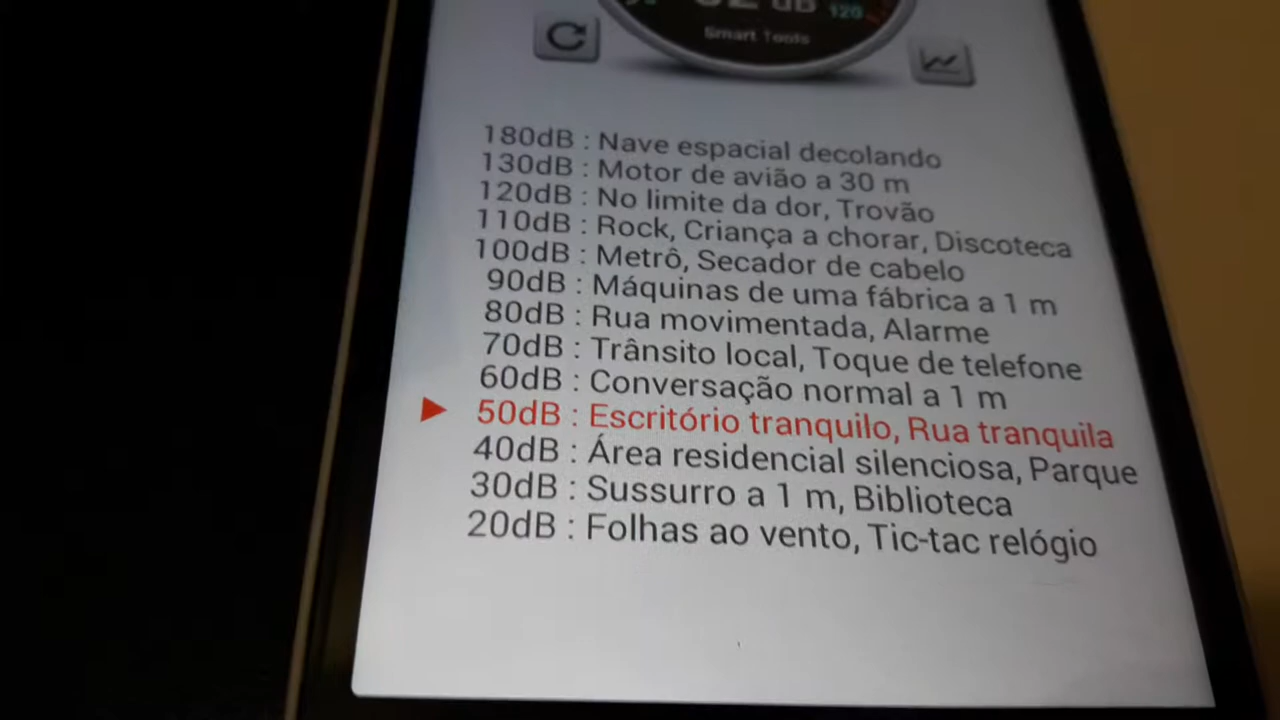 dB
120
Smart Tools
180dB : Nave espacial decolando
130dB : Motor de avião a 30 m
120dB : No limite da dor, Trovão
110dB : Rock, Criança a chorar, Discoteca
100dB : Metrô, Secador de cabelo
90dB : Máquinas de uma fábrica a 1 m
80dB : Rua movimentada, Alarme
70dB : Trânsito local, Toque de telefone
60dB : Conversação normal a 1 m
50dB : Escritório tranquilo, Rua tranquila
40dB : Área residencial silenciosa, Parque
30dB : Sussurro a 1 m, Biblioteca
20dB : Folhas ao vento, Tic-tac relógio